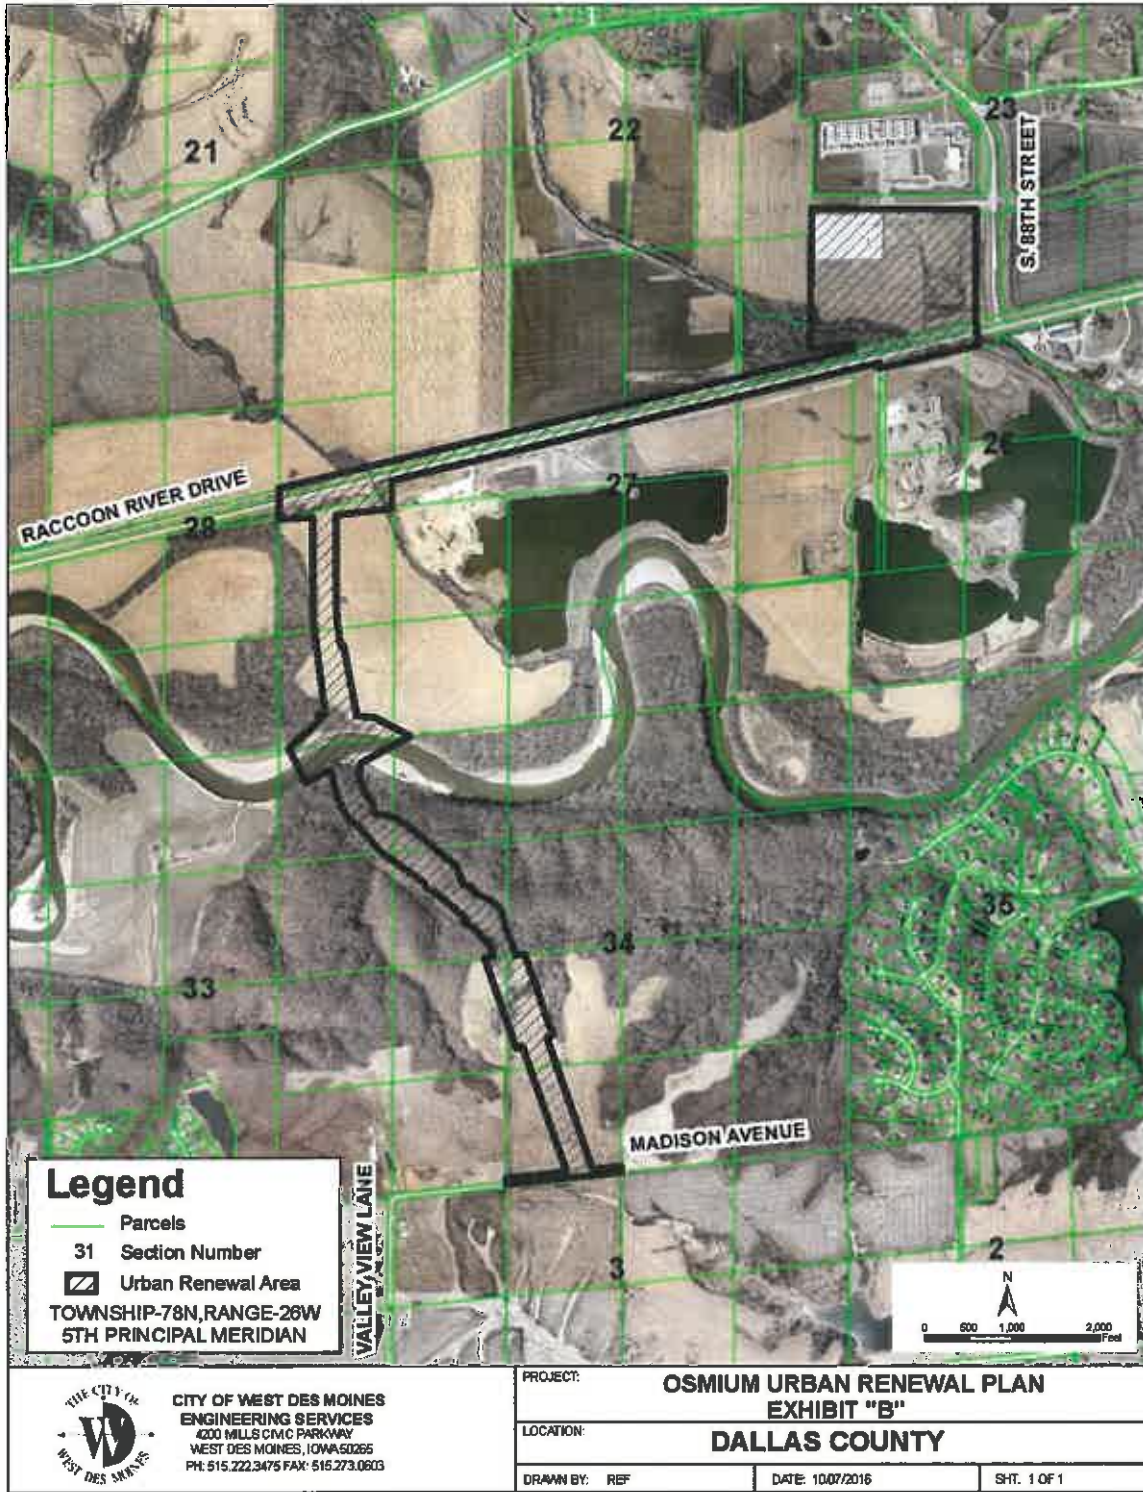 21
22
23
S. 88TH STREET
RACCOON RIVER DRIVE
28
27
26
35
34
33
MADISON AVENUE
VALLEY VIEW LANE
3
2
Legend
Parcels
31 Section Number
Urban Renewal Area
TOWNSHIP-78N, RANGE-26W
5TH PRINCIPAL MERIDIAN
N
0 500 1,000 2,000
Feet
THE CITY OF
W
WEST DES MOINES
CITY OF WEST DES MOINES
ENGINEERING SERVICES
4200 MILLS CIVIC PARKWAY
WEST DES MOINES, IOWA 50265
PH: 515.222.3475 FAX: 515.273.0603
PROJECT:
OSMIUM URBAN RENEWAL PLAN
EXHIBIT "B"
LOCATION:
DALLAS COUNTY
DRAWN BY: REF
DATE: 10/07/2016
SHT. 1 OF 1